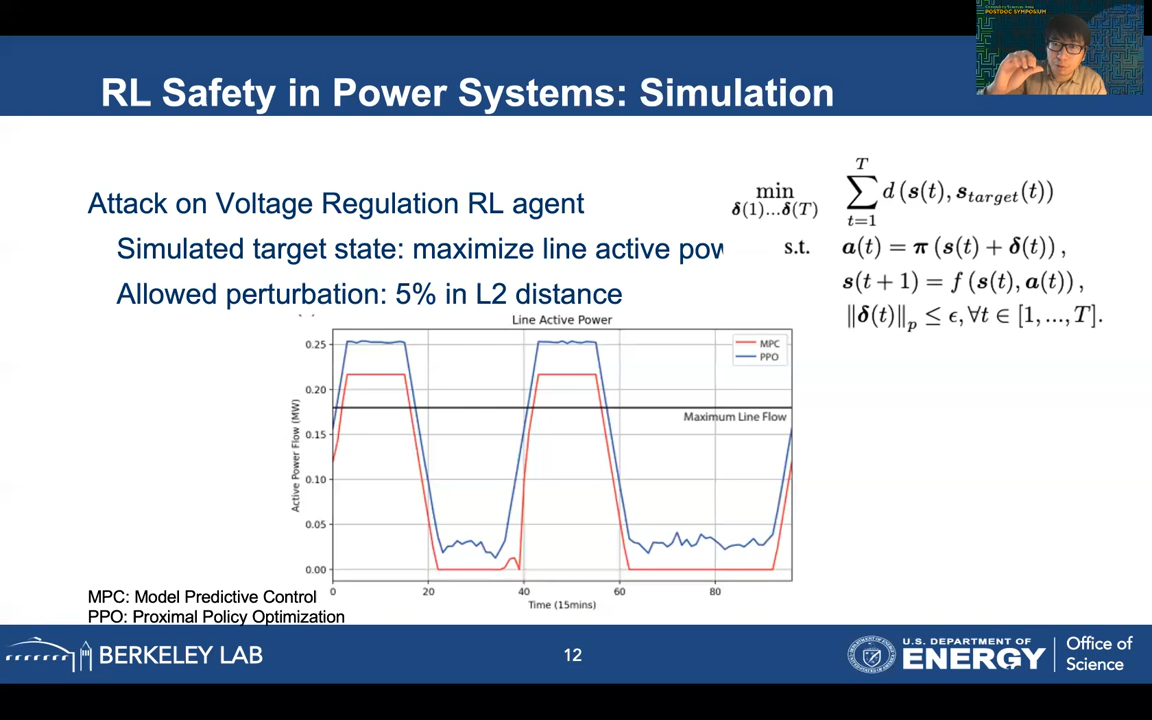 POSTDOC SYMPOSIUM
RL Safety in Power Systems: Simulation
Attack on Voltage Regulation RL agent
Simulated target state: maximize line active pow
Allowed perturbation: 5% in L2 distance
min δ(1)...δ(T) ∑ t=1 T d (s(t), s_target(t))
s.t. a(t) = π (s(t) + δ(t)) ,
s(t + 1) = f (s(t), a(t)) ,
‖δ(t)‖_p ≤ ϵ, ∀t ∈ [1, ..., T].
Line Active Power
MPC
PPO
Maximum Line Flow
Active Power Flow (MW)
0.25
0.20
0.15
0.10
0.05
0.00
0 20 40 60 80
Time (15mins)
MPC: Model Predictive Control
PPO: Proximal Policy Optimization
BERKELEY LAB
12
U.S. DEPARTMENT OF
ENERGY
Office of
Science